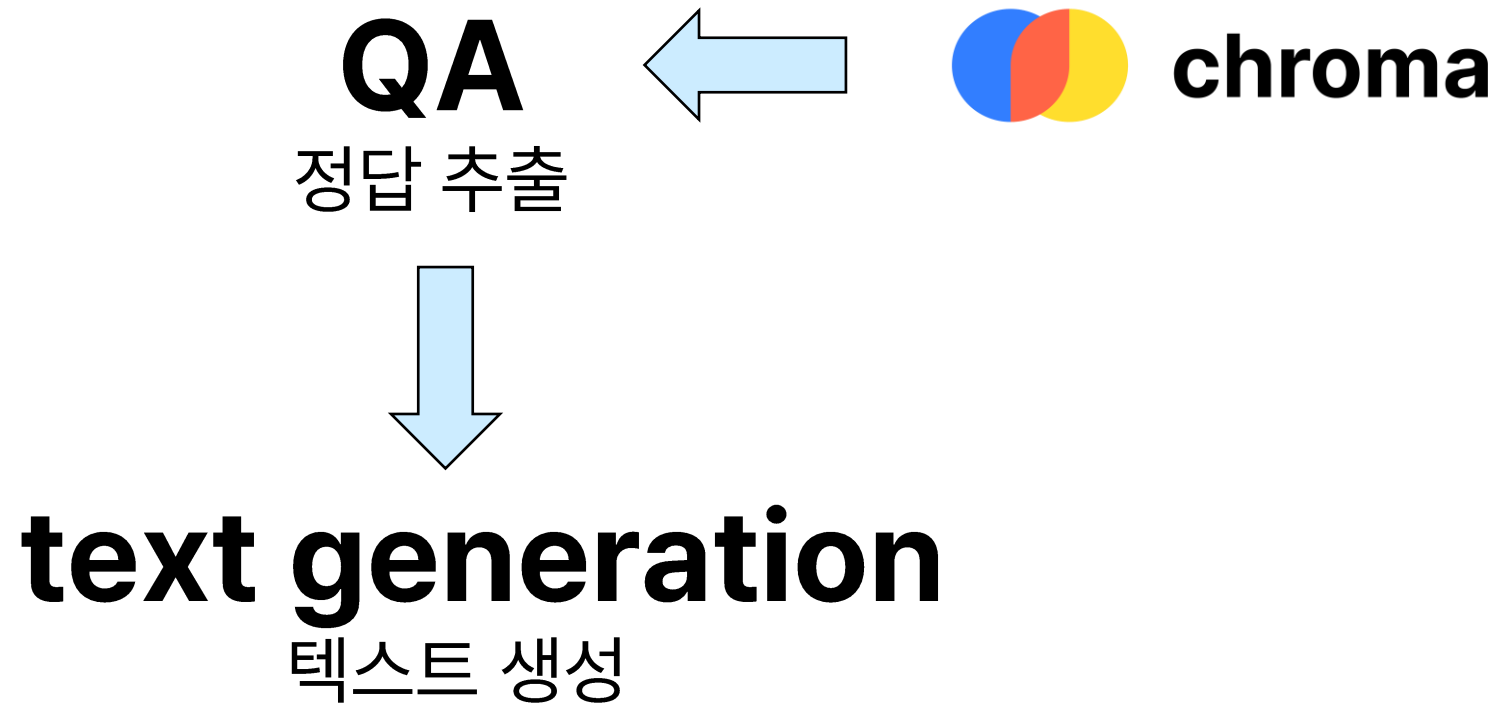 QA
chroma
정답 추출
text generation
텍스트 생성